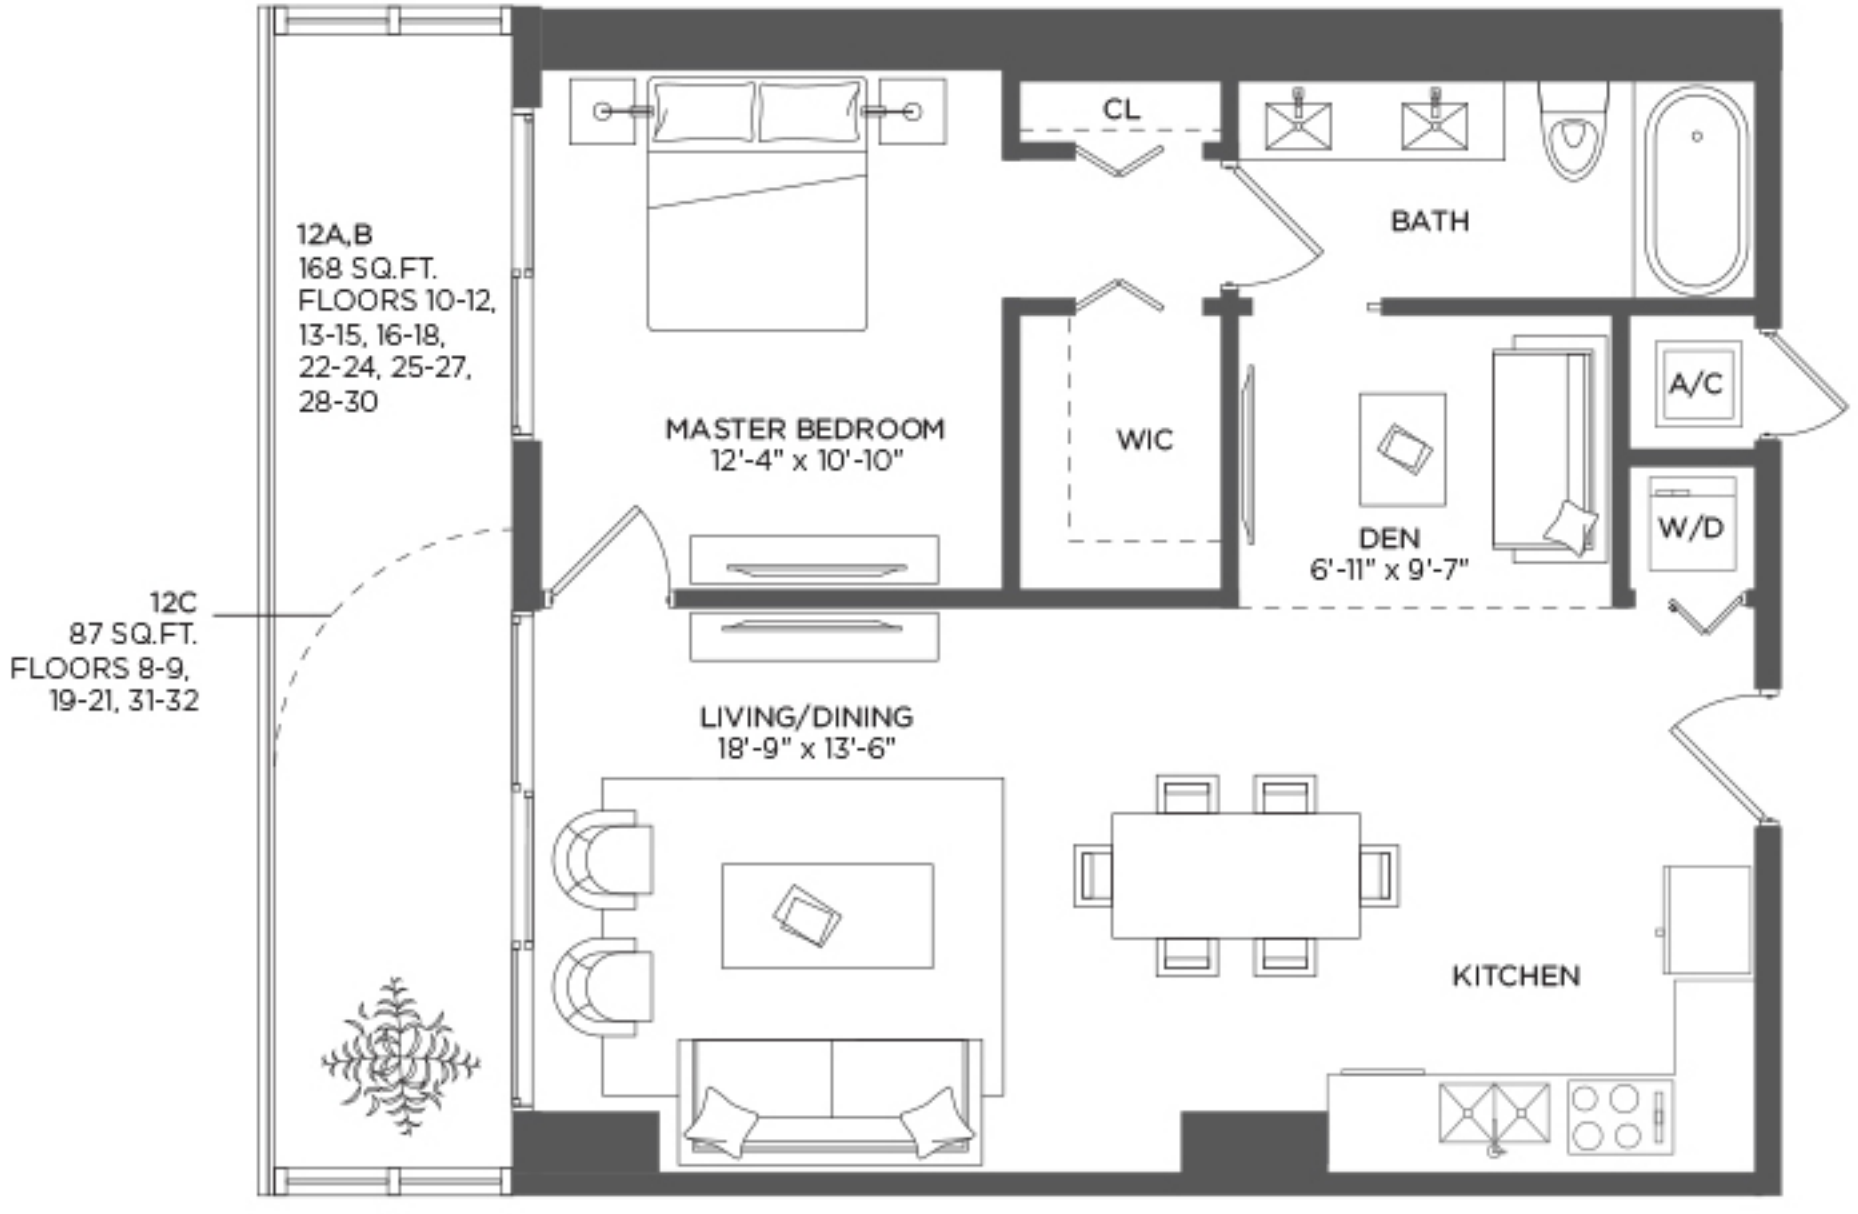 CL
BATH
12A,B
168 SQ.FT.
FLOORS 10-12,
13-15, 16-18,
22-24, 25-27,
28-30
A/C
MASTER BEDROOM
12'-4" x 10'-10"
WIC
W/D
DEN
6'-11" x 9'-7"
12C
87 SQ.FT.
FLOORS 8-9,
19-21, 31-32
LIVING/DINING
18'-9" x 13'-6"
KITCHEN